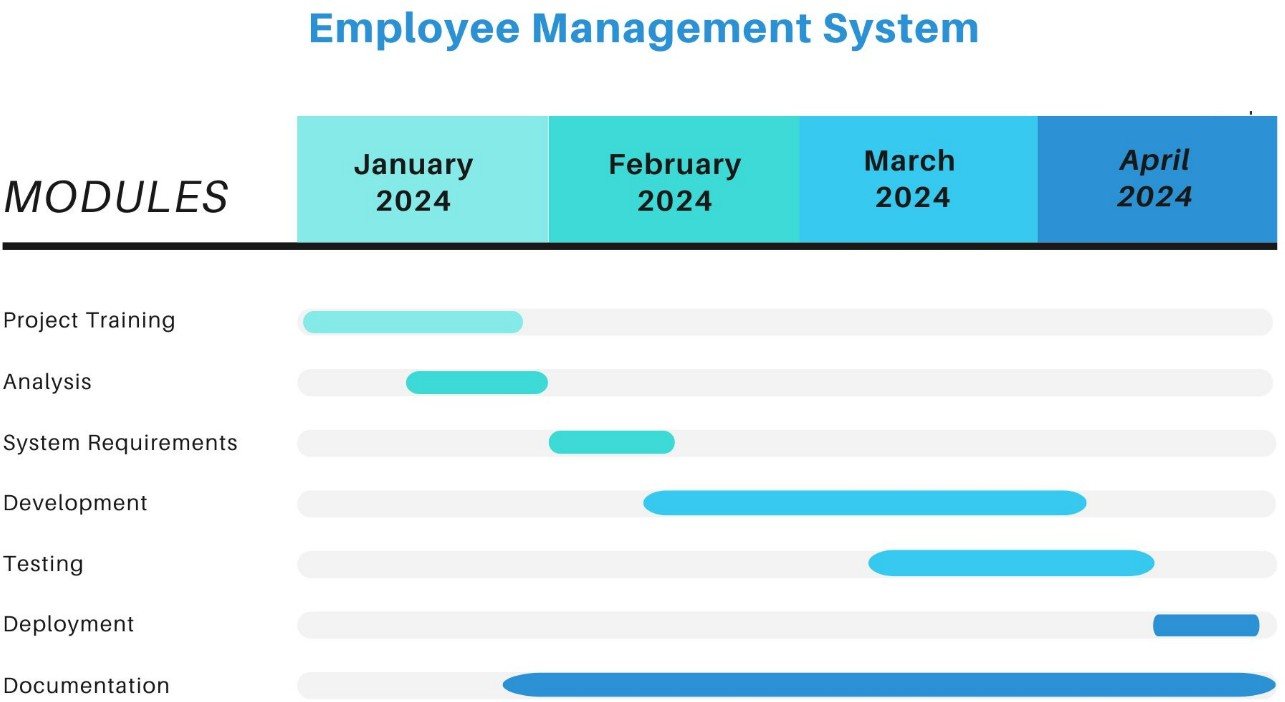 Employee Management System
MODULES
January
2024
February
2024
March
2024
April
2024
Project Training
Analysis
System Requirements
Development
Testing
Deployment
Documentation